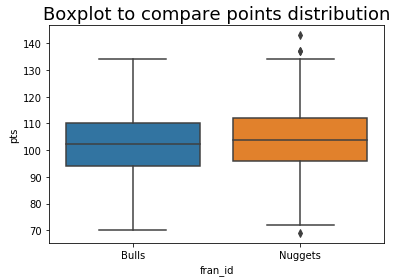 Boxplot to compare points distribution
140
130
120
110
100
90
80
70
pts
Bulls Nuggets
fran_id